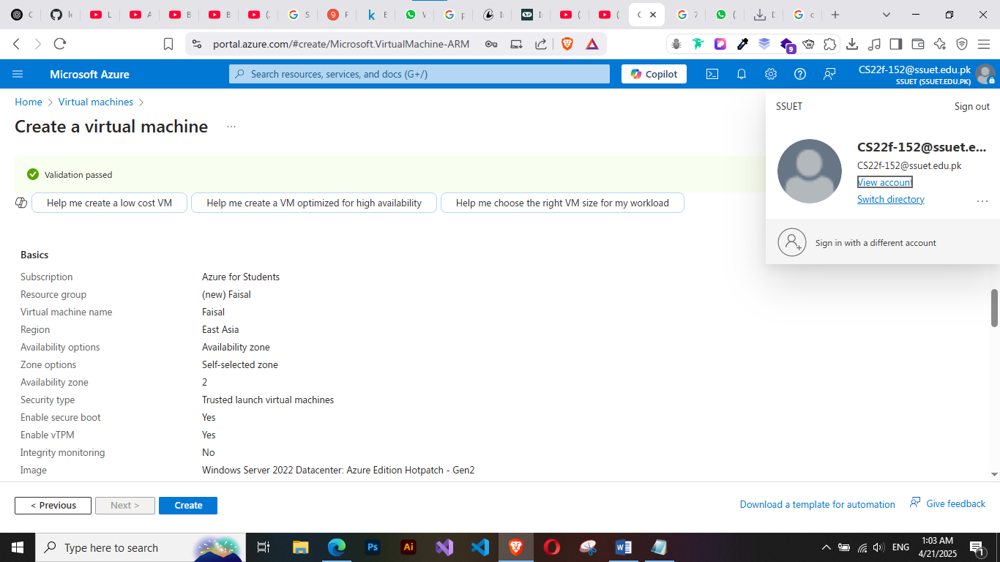 portal.azure.com/#create/Microsoft.VirtualMachine-ARM
9
Microsoft Azure
Search resources, services, and docs (G+/)
Copilot
CS22f-152@ssuet.edu.pk
SSUET (SSUET.EDU.PK)
Home > Virtual machines >
Create a virtual machine
...
SSUET
Sign out
CS22f-152@ssuet.e...
CS22f-152@ssuet.edu.pk
View account
Switch directory
...
Sign in with a different account
Validation passed
Help me create a low cost VM
Help me create a VM optimized for high availability
Help me choose the right VM size for my workload
Basics
Subscription Azure for Students
Resource group (new) Faisal
Virtual machine name Faisal
Region East Asia
Availability options Availability zone
Zone options Self-selected zone
Availability zone 2
Security type Trusted launch virtual machines
Enable secure boot Yes
Enable vTPM Yes
Integrity monitoring No
Image Windows Server 2022 Datacenter: Azure Edition Hotpatch - Gen2
< Previous
Next >
Create
Download a template for automation
Give feedback
Type here to search
Ps
Ai
ENG
1:03 AM
4/21/2025
1